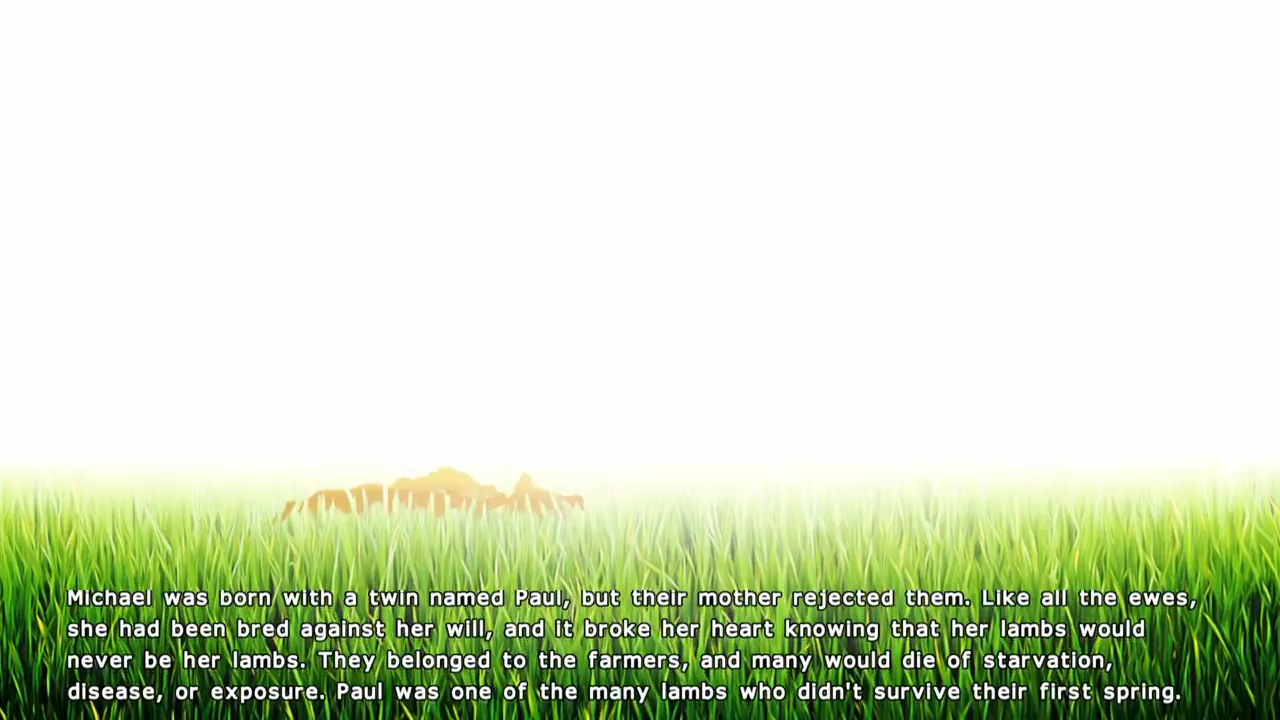 Michael was born with a twin named Paul, but their mother rejected them. Like all the ewes,
she had been bred against her will, and it broke her heart knowing that her lambs would
never be her lambs. They belonged to the farmers, and many would die of starvation,
disease, or exposure. Paul was one of the many lambs who didn't survive their first spring.